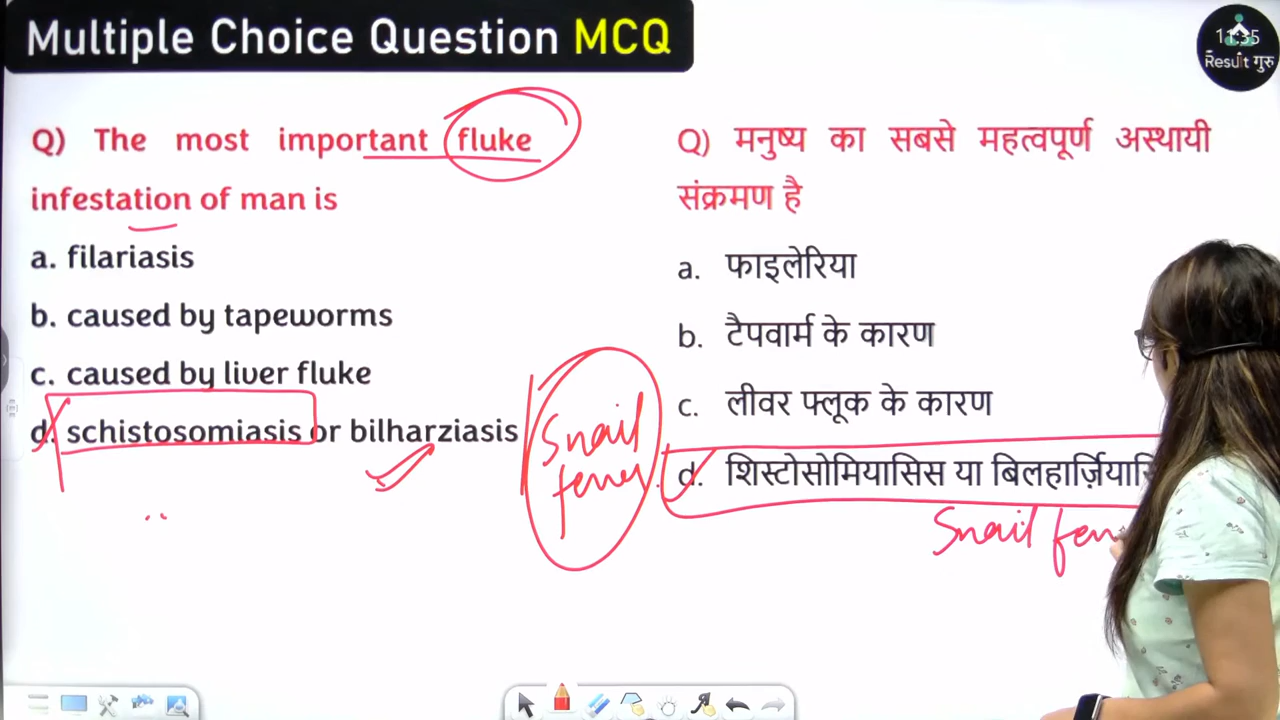 Multiple Choice Question MCQ
11:35
Result गुरु
Q) The most important fluke
infestation of man is
a. filariasis
b. caused by tapeworms
c. caused by liver fluke
d. schistosomiasis or bilharziasis
Snail
fever
Q) मनुष्य का सबसे महत्वपूर्ण अस्थायी
संक्रमण है
a. फाइलेरिया
b. टैपवार्म के कारण
c. लीवर फ्लूक के कारण
d. शिस्टोसोमियासिस या बिलहार्ज़ियासि
Snail